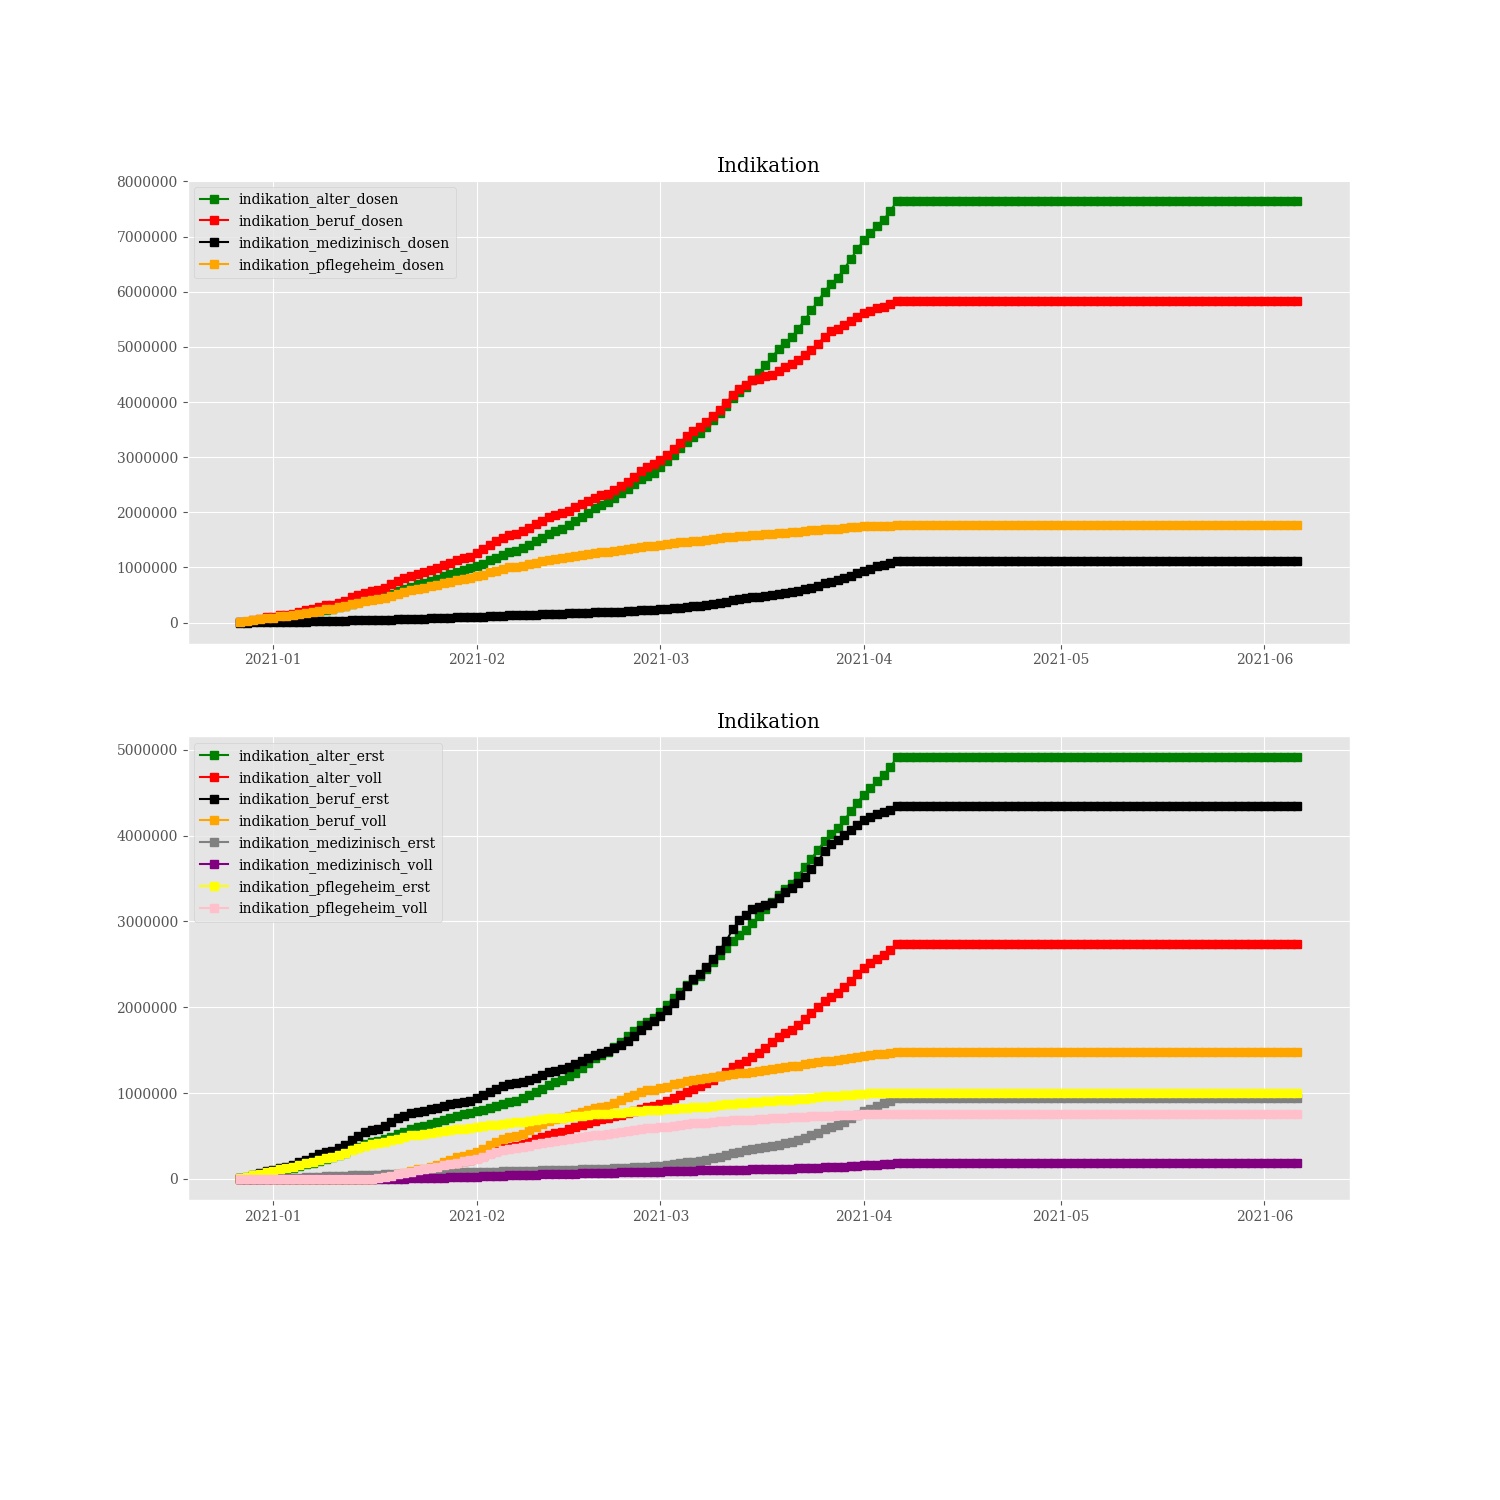 Indikation
8000000
7000000
6000000
5000000
4000000
3000000
2000000
1000000
0
indikation_alter_dosen
indikation_beruf_dosen
indikation_medizinisch_dosen
indikation_pflegeheim_dosen
2021-01 2021-02 2021-03 2021-04 2021-05 2021-06
Indikation
5000000
4000000
3000000
2000000
1000000
0
indikation_alter_erst
indikation_alter_voll
indikation_beruf_erst
indikation_beruf_voll
indikation_medizinisch_erst
indikation_medizinisch_voll
indikation_pflegeheim_erst
indikation_pflegeheim_voll
2021-01 2021-02 2021-03 2021-04 2021-05 2021-06